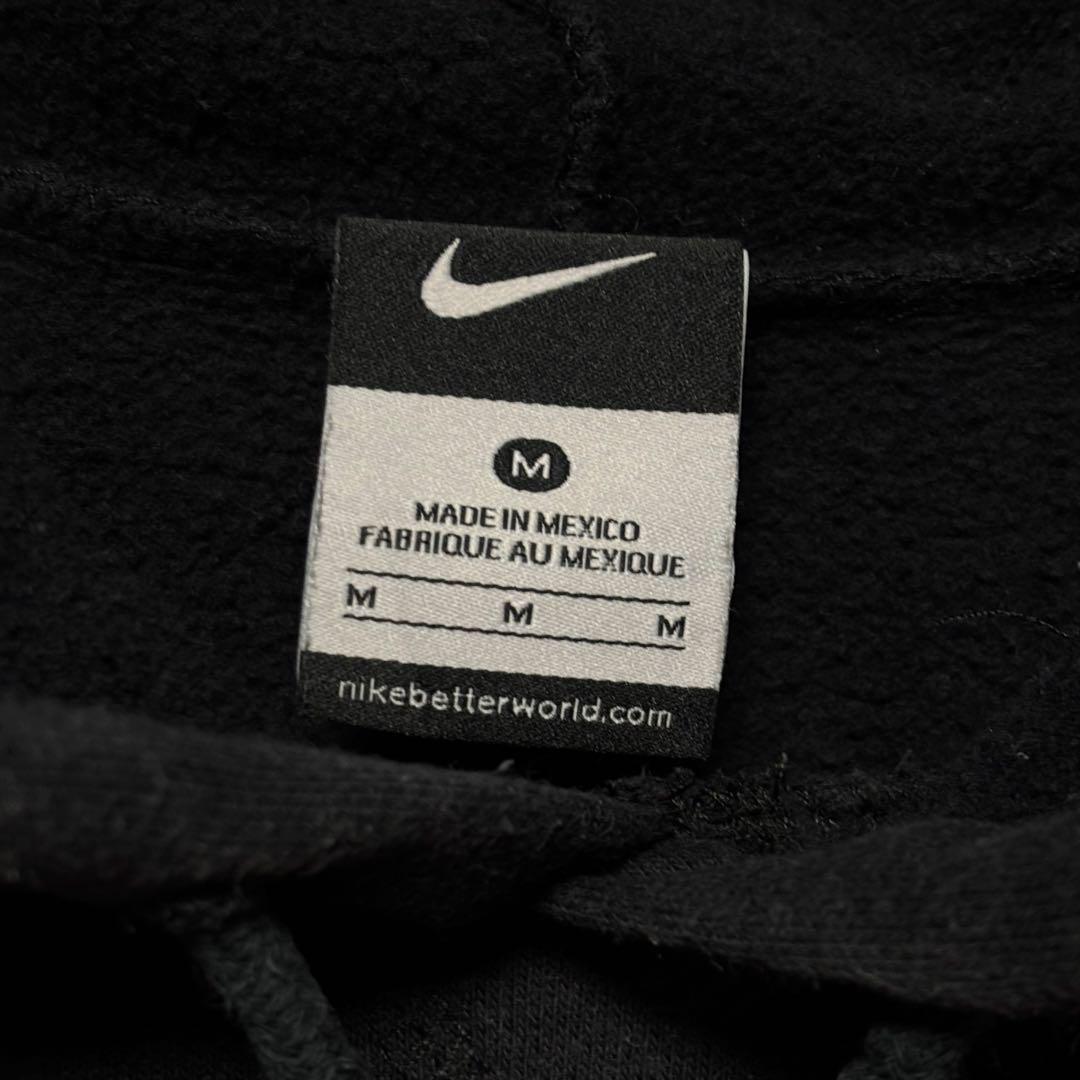 M
MADE IN MEXICO
FABRIQUE AU MEXIQUE
M M M
nikebetterworld.com